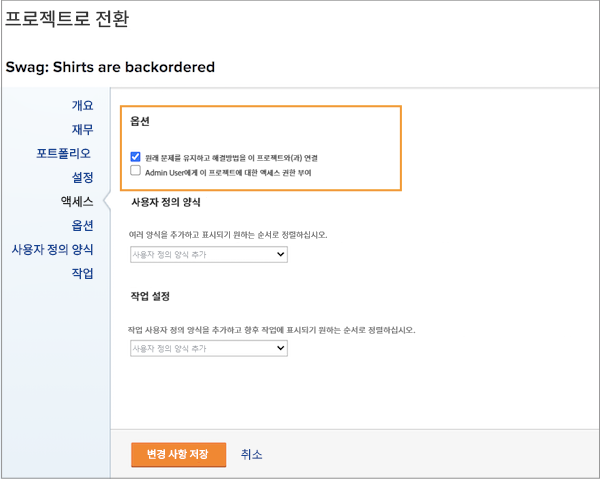 프로젝트로 전환
Swag: Shirts are backordered
개요
재무
포트폴리오
설정
액세스
옵션
사용자 정의 양식
작업
옵션
원래 문제를 유지하고 해결방법을 이 프로젝트와(과) 연결
Admin User에게 이 프로젝트에 대한 액세스 권한 부여
사용자 정의 양식
여러 양식을 추가하고 표시되기 원하는 순서로 정렬하십시오.
사용자 정의 양식 추가
작업 설정
작업 사용자 정의 양식을 추가하고 향후 작업에 표시되기 원하는 순서로 정렬하십시오.
사용자 정의 양식 추가
변경 사항 저장
취소